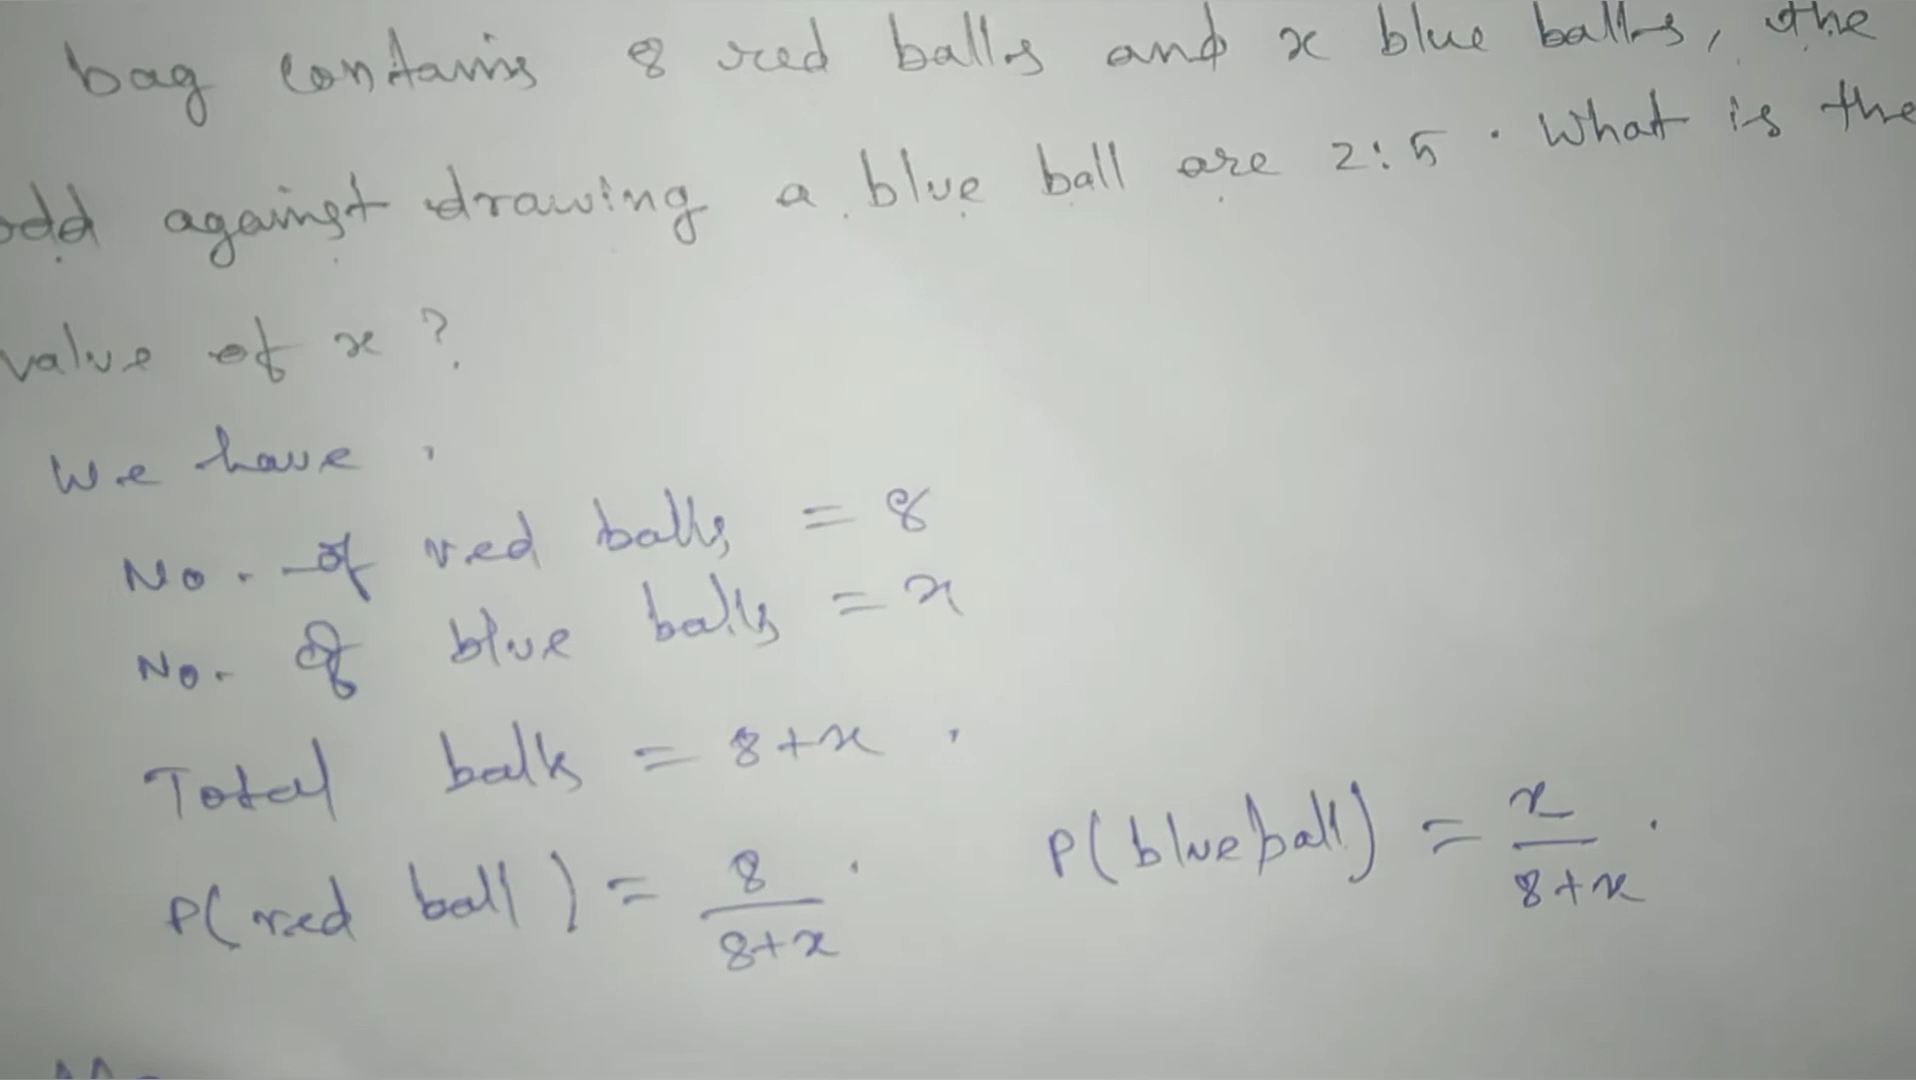 bag contains 8 red balls and x blue balls, the
odd against drawing a blue ball are 2:5. What is the
value of x?
We have,
No. of red balls = 8
No. of blue balls = x
Total balls = 8+x.
P(red ball) = 8/(8+x). P(blue ball) = x/(8+x).